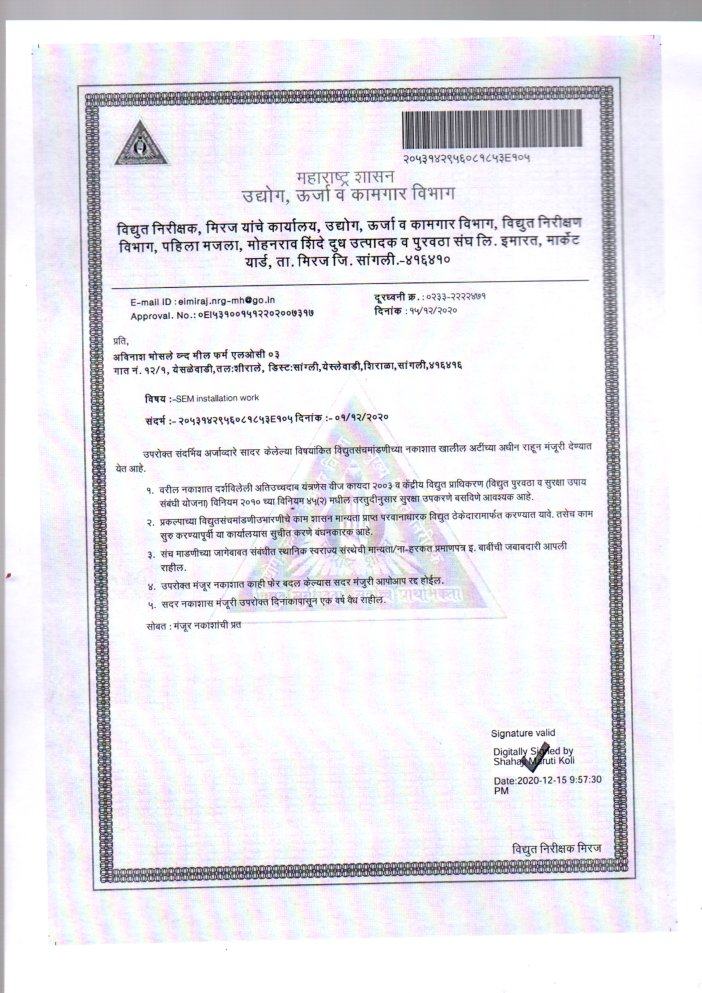 २०५३१४२९५६०८१८५३E१०५
महाराष्ट्र शासन
उद्योग, ऊर्जा व कामगार विभाग
विद्युत निरीक्षक, मिरज यांचे कार्यालय, उद्योग, ऊर्जा व कामगार विभाग, विद्युत निरीक्षण
विभाग, पहिला मजला, मोहनराव शिंदे दुध उत्पादक व पुरवठा संघ लि. इमारत, मार्केट
यार्ड, ता. मिरज जि. सांगली.-४१६४१०
E-mail ID : eimiraj.nrg-mh@go.in
दूरध्वनी क्र. : ०२३३-२२२२४७१
Approval. No.: ०EI५३१००१५१२२०२००७३१७
दिनांक : १५/१२/२०२०
प्रति,
अविनाश भोसले व्न्द मील फर्म एलओसी ०३
गात नं. १२/१, येसळेवाडी,तल:शीराले, डिस्ट:सांग्ली,येस्लेवाडी,शिराळा,सांगली,४१६४१६
विषय :-SEM installation work
संदर्भ :- २०५३१४२९५६०८१८५३E१०५ दिनांक :- ०१/१२/२०२०
उपरोक्त संदर्भिय अर्जाव्दारे सादर केलेल्या विषयांकित विद्युतसंचमांडणीच्या नकाशात खालील अटींच्या अधीन राहून मंजूरी देण्यात
येत आहे.
१. वरील नकाशात दर्शविलेली अतिउच्चदाब यंत्रणेस वीज कायदा २००३ व केंद्रीय विद्युत प्राधिकरण (विद्युत पुरवठा व सुरक्षा उपाय
संबंधी योजना) विनियम २०१० च्या विनियम ४५(२) मधील तरतुदीनुसार सुरक्षा उपकरणे बसविणे आवश्यक आहे.
२. प्रकल्पाच्या विद्युतसंचमांडणीउभारणीचे काम शासन मान्यता प्राप्त परवानाधारक विद्युत ठेकेदारामार्फत करण्यात यावे. तसेच काम
सुरु करण्यापूर्वी या कार्यालयास सुचीत करणे बंधनकारक आहे.
३. संच माडणीच्या जागेबाबत संबंधीत स्थानिक स्वराज्य संस्थेची मान्यता/ना-हरकत प्रमाणपत्र इ. बाबींची जबाबदारी आपली
राहील.
४. उपरोक्त मंजूर नकाशात काही फेर बदल केल्यास सदर मंजुरी आपोआप रद्द होईल.
५. सदर नकाशास मंजूरी उपरोक्त दिनांकापासून एक वर्ष वैध राहील.
सोबत : मंजूर नकाशांची प्रत
Signature valid
Digitally Signed by
Shahaji Maruti Koli
Date:2020-12-15 9:57:30
PM
विद्युत निरीक्षक मिरज